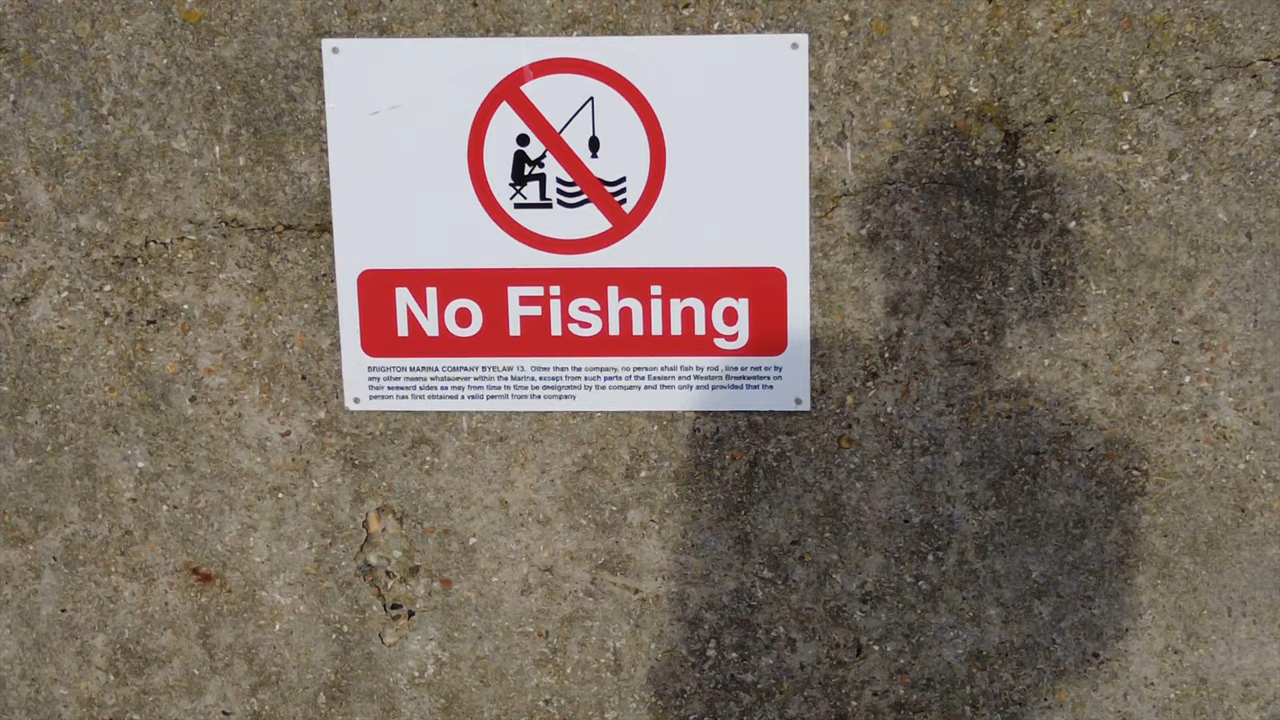 No Fishing
BRIGHTON MARINA COMPANY BYELAW 13. Other than the company, no person shall fish by rod , line or net or by
any other means whatsoever within the Marina, except from such parts of the Eastern and Western Breakwaters on
their seaward sides as may from time to time be designated by the company and then only and provided that the
person has first obtained a valid permit from the company